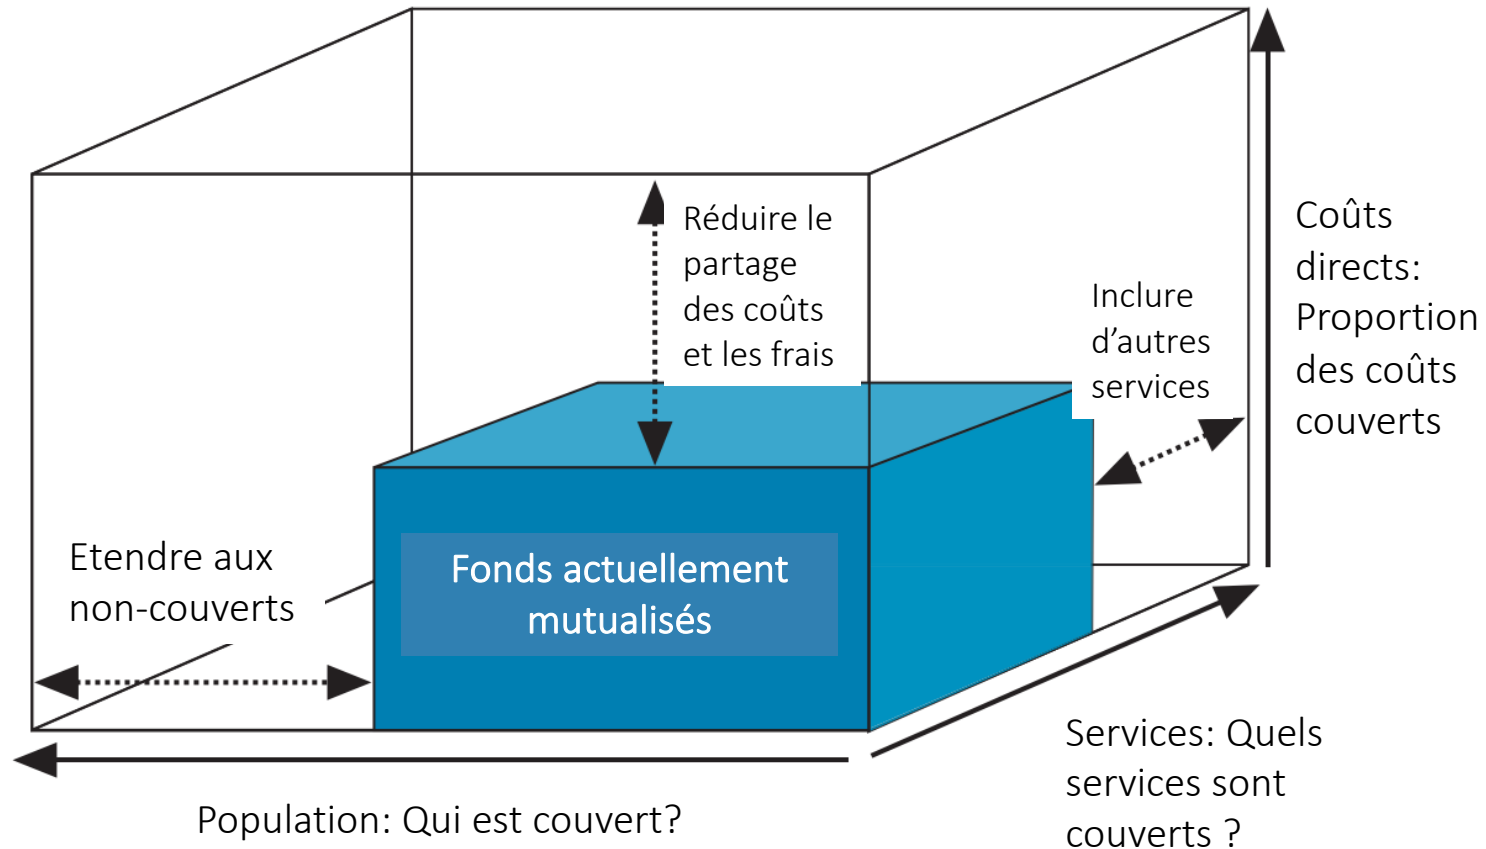 Réduire le
partage
des coûts
et les frais
Inclure
d’autres
services
Coûts
directs:
Proportion
des coûts
couverts
Etendre aux
non-couverts
Fonds actuellement
mutualisés
Services: Quels
services sont
couverts ?
Population: Qui est couvert?